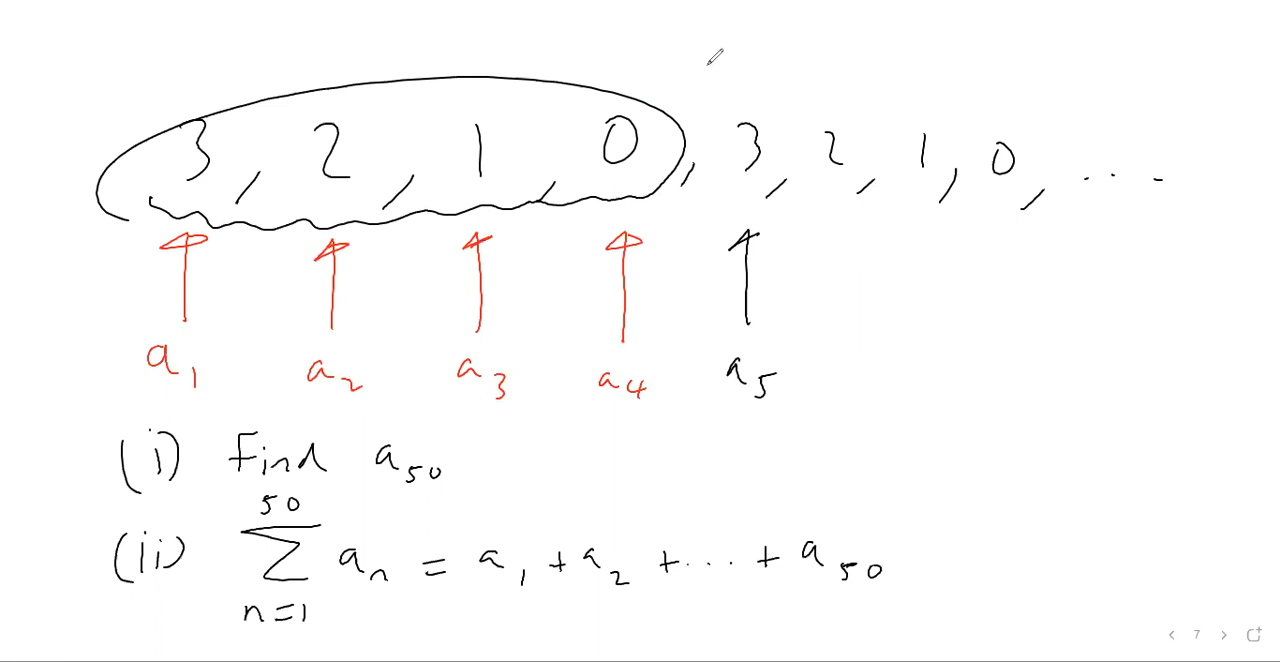 3, 2, 1, 0, 3, 2, 1, 0, ...
a1 a2 a3 a4 a5
(i) Find a50
50
(ii) Σ an = a1 + a2 + ... + a50
n=1
< 7 >